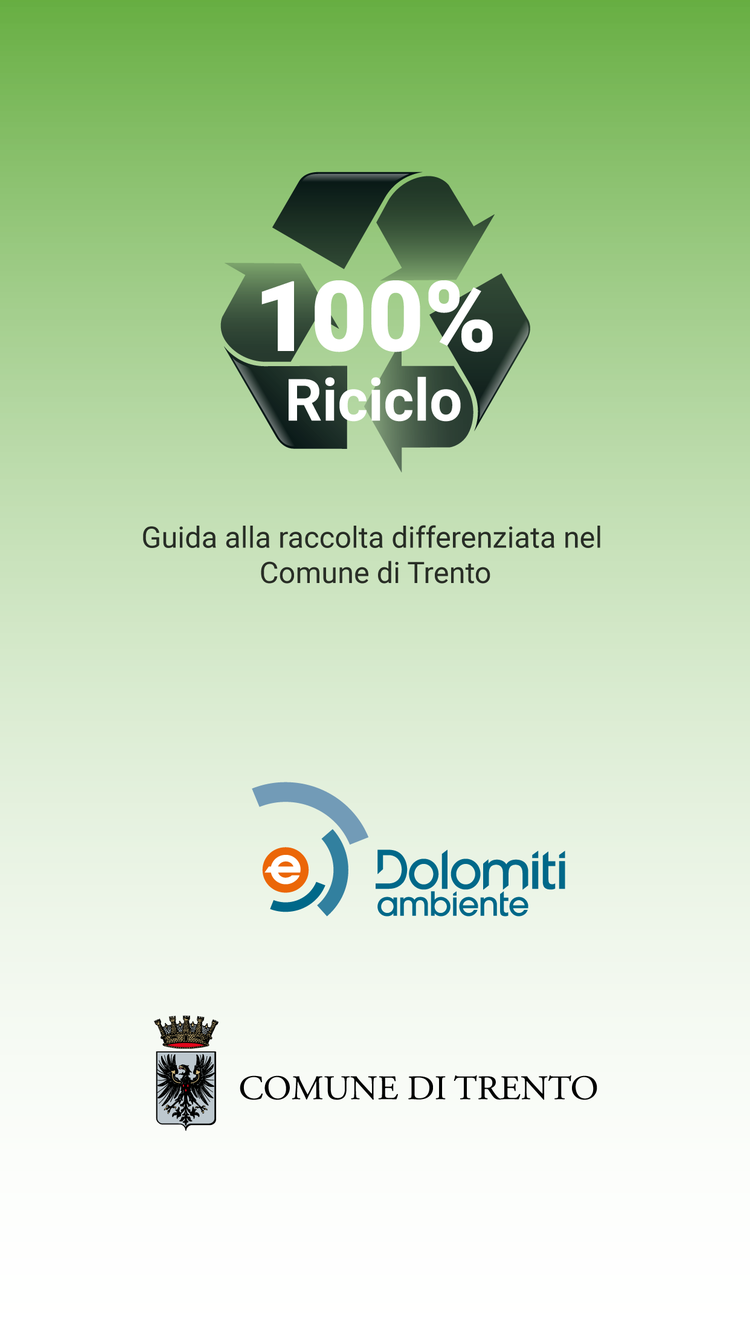 100%
Riciclo
Guida alla raccolta differenziata nel
Comune di Trento
e
Dolomiti
ambiente
COMUNE DI TRENTO